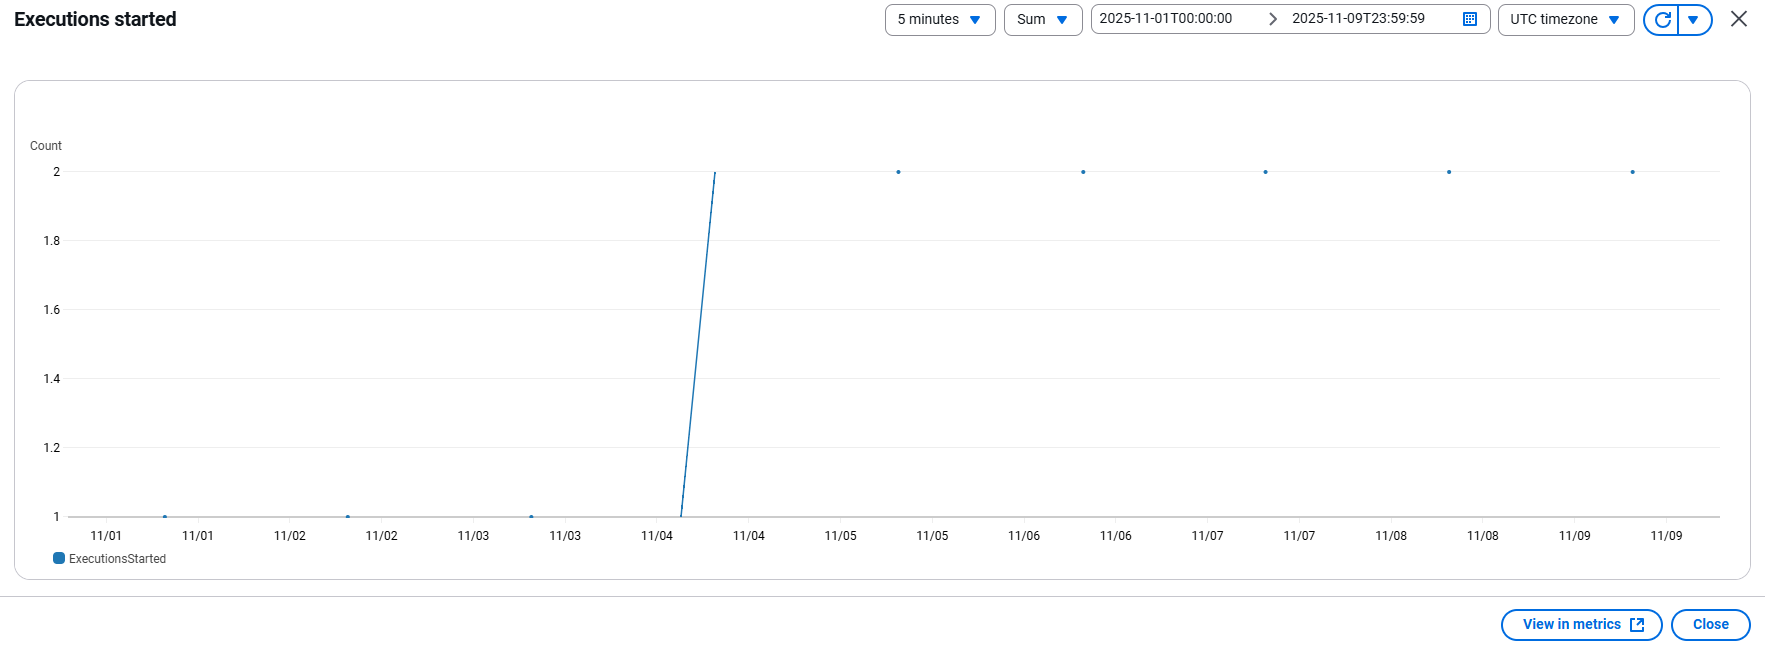 Executions started
5 minutes
Sum
2025-11-01T00:00:00
2025-11-09T23:59:59
UTC timezone
Count
2
1.8
1.6
1.4
1.2
1
11/01 11/01 11/02 11/02 11/03 11/03 11/04 11/04 11/05 11/05 11/06 11/06 11/07 11/07 11/08 11/08 11/09 11/09
ExecutionsStarted
View in metrics
Close